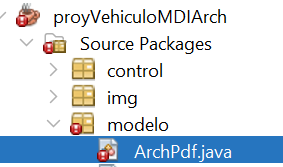 proyVehiculoMDIArch
Source Packages
control
img
modelo
ArchPdf.java